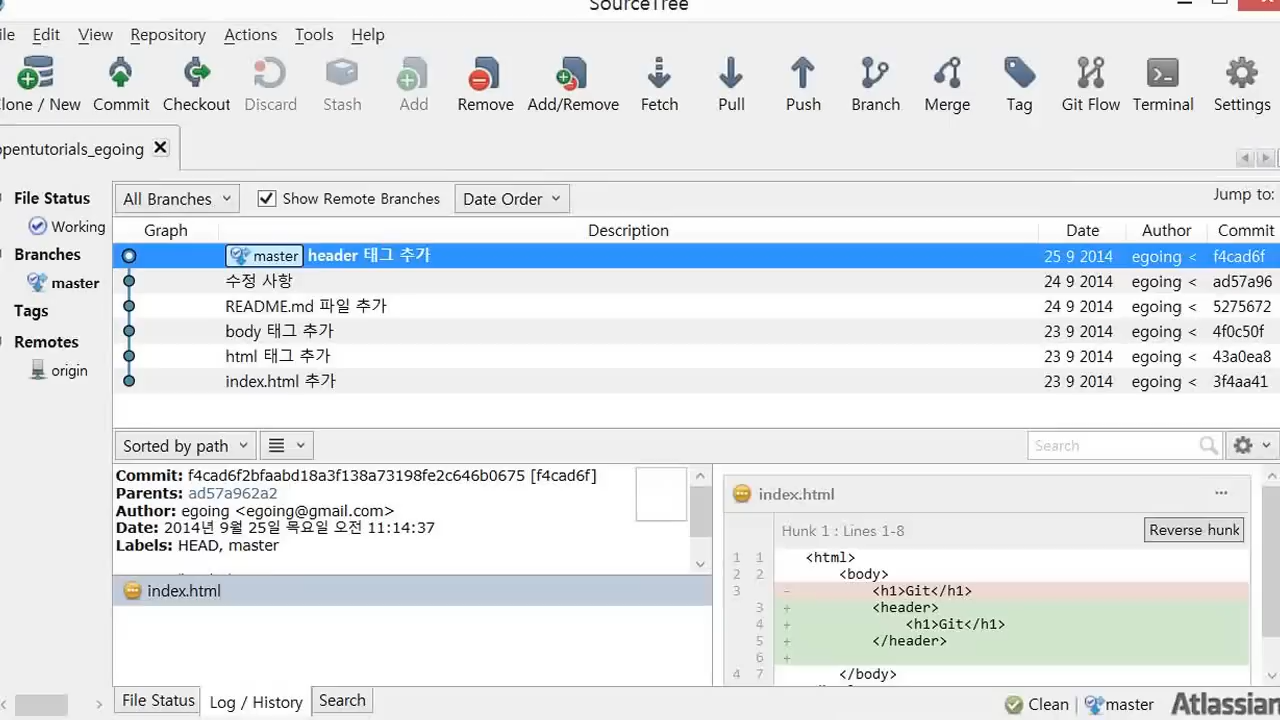 SourceTree
ile Edit View Repository Actions Tools Help
Clone / New Commit Checkout Discard Stash Add Remove Add/Remove Fetch Pull Push Branch Merge Tag Git Flow Terminal Settings
pentutorials_egoing
File Status
Working
Branches
master
Tags
Remotes
origin
All Branches Show Remote Branches Date Order Jump to:
Graph Description Date Author Commit
master header 태그 추가 25 9 2014 egoing < f4cad6f
수정 사항 24 9 2014 egoing < ad57a96
README.md 파일 추가 24 9 2014 egoing < 5275672
body 태그 추가 23 9 2014 egoing < 4f0c50f
html 태그 추가 23 9 2014 egoing < 43a0ea8
index.html 추가 23 9 2014 egoing < 3f4aa41
Sorted by path Search
Commit: f4cad6f2bfaabd18a3f138a73198fe2c646b0675 [f4cad6f]
Parents: ad57a962a2
Author: egoing <egoing@gmail.com>
Date: 2014년 9월 25일 목요일 오전 11:14:37
Labels: HEAD, master
index.html
index.html ...
Hunk 1 : Lines 1-8 Reverse hunk
1 1 <html>
2 2 <body>
3 - <h1>Git</h1>
3 + <header>
4 + <h1>Git</h1>
5 + </header>
6 +
4 7 </body>
File Status Log / History Search
Clean master Atlassian